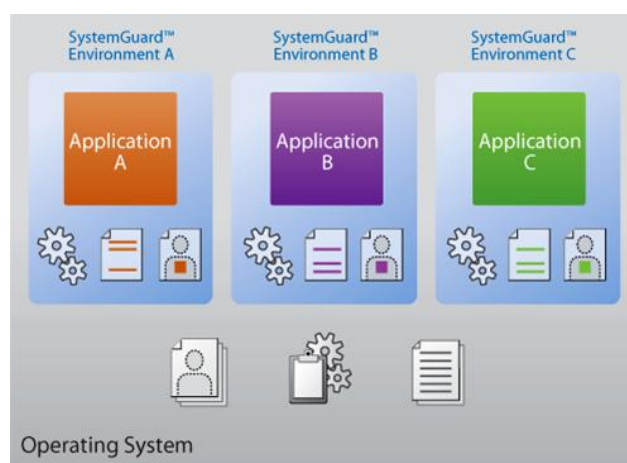 SystemGuard™
Environment A
SystemGuard™
Environment B
SystemGuard™
Environment C
Application
A
Application
B
Application
C
Operating System